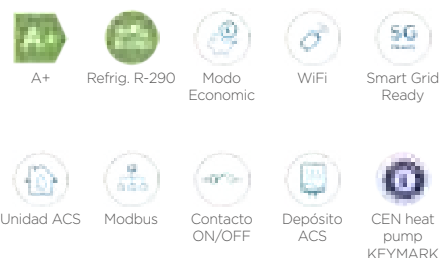 A+
A+
Refrig. R-290
Modo
Economic
WiFi
Smart Grid
Ready
SG
Unidad ACS
Modbus
Contacto
ON/OFF
Depósito
ACS
CEN heat
pump
KEYMARK